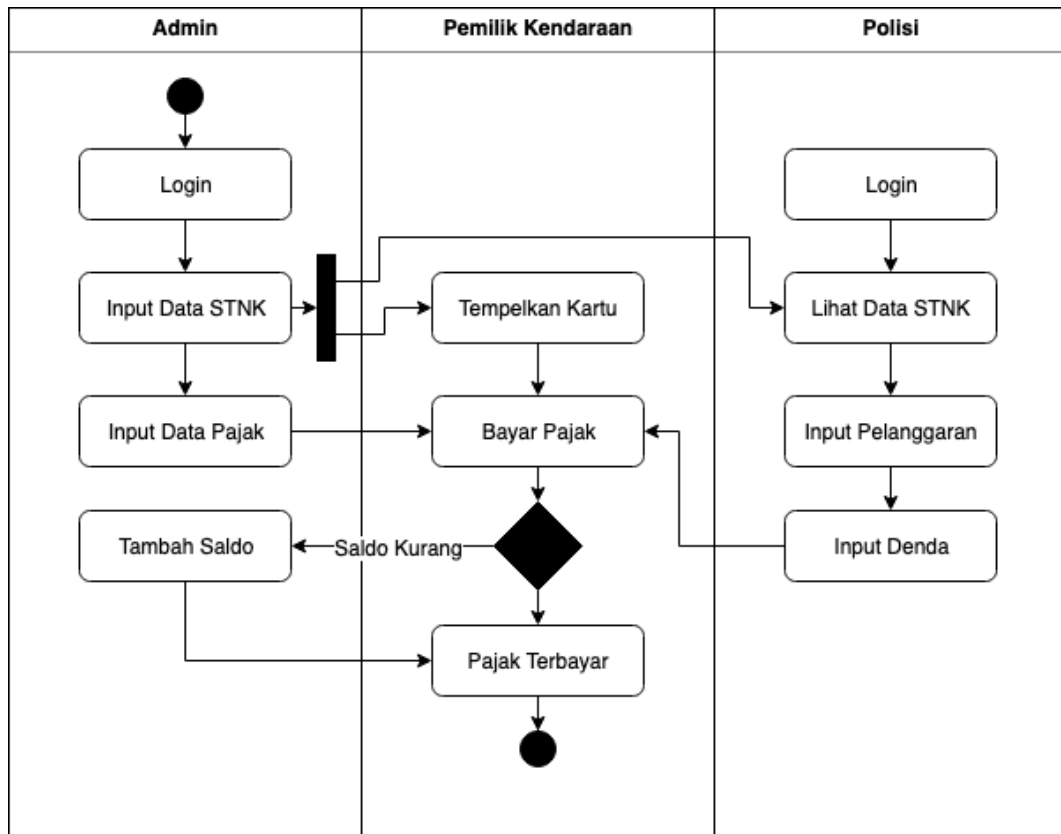 Admin
Pemilik Kendaraan
Polisi
Login
Login
Input Data STNK
Tempelkan Kartu
Lihat Data STNK
Input Data Pajak
Bayar Pajak
Input Pelanggaran
Tambah Saldo
Saldo Kurang
Input Denda
Pajak Terbayar